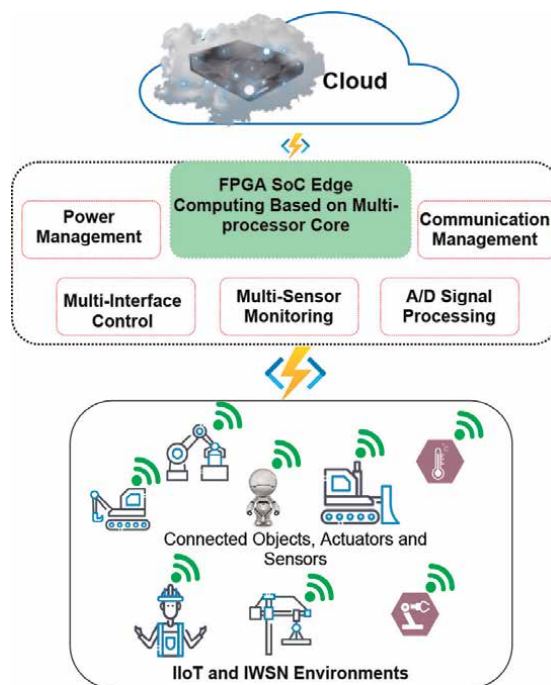 Cloud
FPGA SoC Edge
Computing Based on Multi-
processor Core
Power
Management
Communication
Management
Multi-Interface
Control
Multi-Sensor
Monitoring
A/D Signal
Processing
Connected Objects, Actuators and
Sensors
IIoT and IWSN Environments